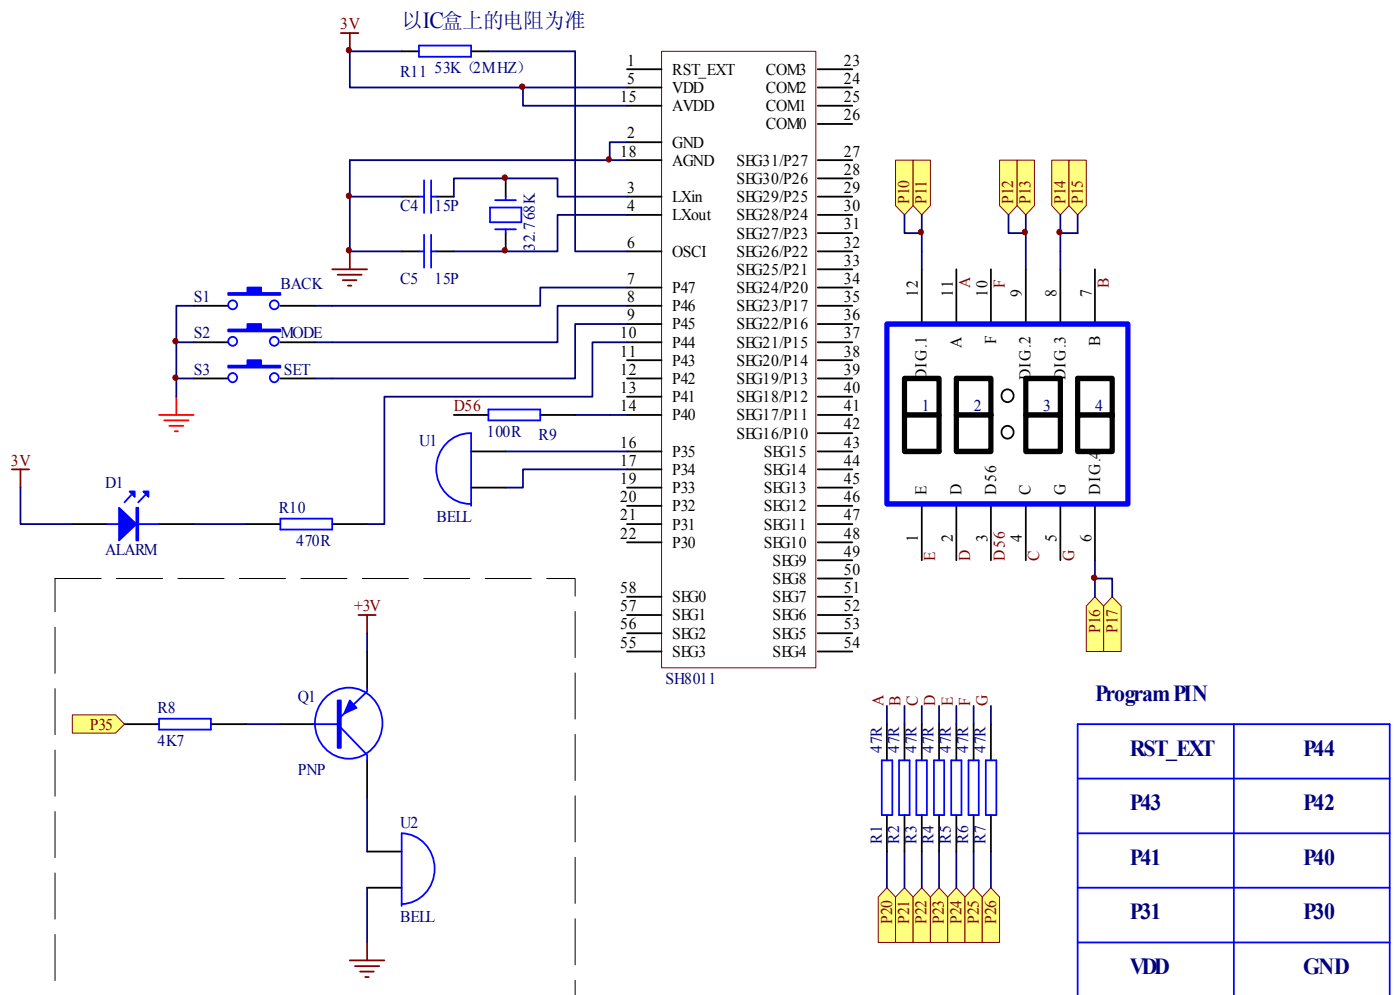 以IC盒上的电阻为准
3V
R11 53K (2MHZ)
1 RST_EXT COM3 23
5 VDD COM2 24
15 AVDD COM1 25
COM0 26
2 GND
18 AGND SEG31/P27 27
SEG30/P26 28
3 LXin SEG29/P25 29
4 LXout SEG28/P24 30
SEG27/P23 31
6 OSCI SEG26/P22 32
SEG25/P21 33
7 P47 SEG24/P20 34
8 P46 SEG23/P17 35
9 P45 SEG22/P16 36
10 P44 SEG21/P15 37
11 P43 SEG20/P14 38
12 P42 SEG19/P13 39
13 P41 SEG18/P12 40
14 P40 SEG17/P11 41
SEG16/P10 42
16 P35 SEG15 43
17 P34 SEG14 44
19 P33 SEG13 45
20 P32 SEG12 46
21 P31 SEG11 47
22 P30 SEG10 48
SEG9 49
SEG8 50
58 SEG0 SEG7 51
57 SEG1 SEG6 52
56 SEG2 SEG5 53
55 SEG3 SEG4 54
SH8011
C4 15P
32.768K
C5 15P
S1 BACK
S2 MODE
S3 SET
D56
100R R9
U1
BELL
3V
D1
ALARM
R10
470R
+3V
Q1
PNP
P35
R8
4K7
U2
BELL
P10 P11 P12 P13 P14 P15
12 11 10 9 8 7
A F B
DIG.1 A F DIG.2 DIG.3 B
1 2 3 4
E D D56 C G DIG.4
1 2 3 4 5 6
E D D56 C G
P16 P17
A B C D E F G
47R 47R 47R 47R 47R 47R 47R
R1 R2 R3 R4 R5 R6 R7
P20 P21 P22 P23 P24 P25 P26
Program PIN
RST_EXT P44
P43 P42
P41 P40
P31 P30
VDD GND